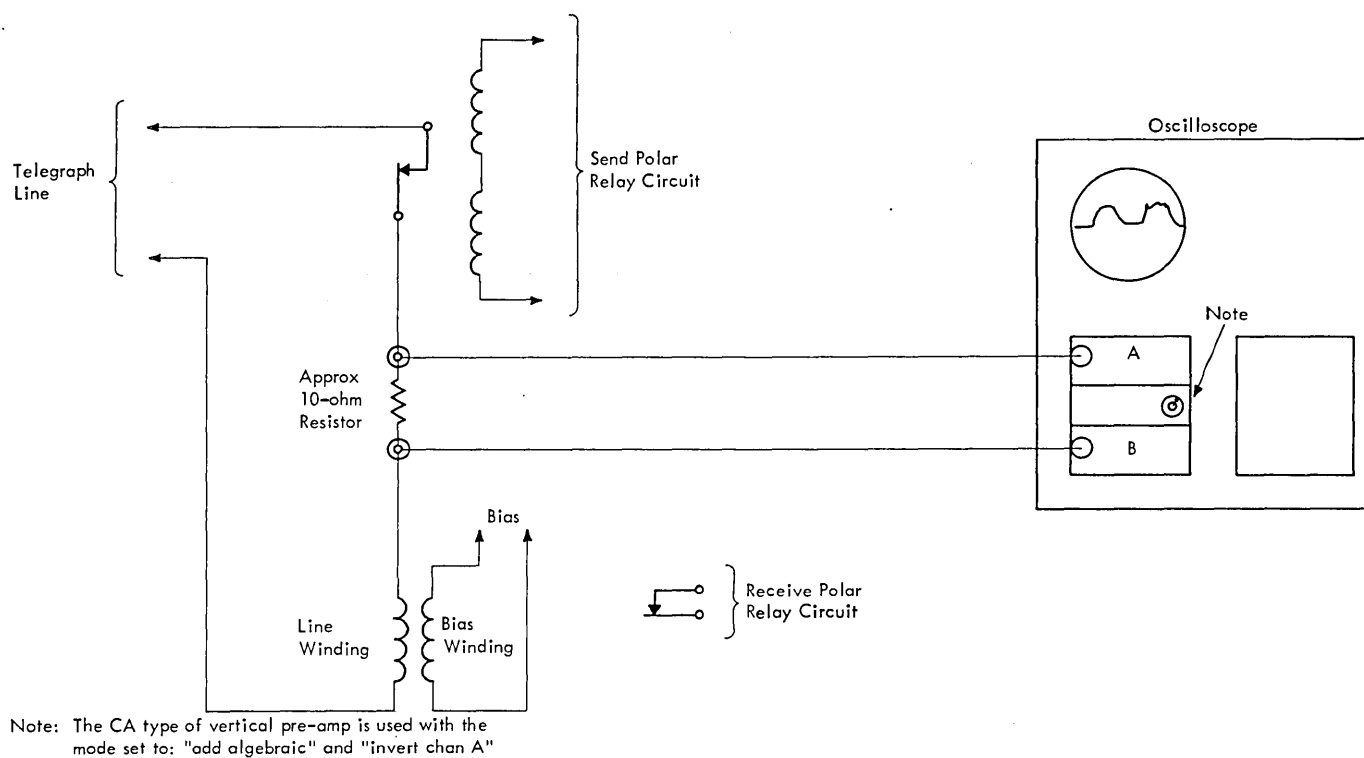 Oscilloscope
Telegraph
Line
Send Polar
Relay Circuit
Note
A
Approx
10-ohm
Resistor
B
Bias
Line
Winding
Bias
Winding
Receive Polar
Relay Circuit
Note: The CA type of vertical pre-amp is used with the
mode set to: "add algebraic" and "invert chan A"